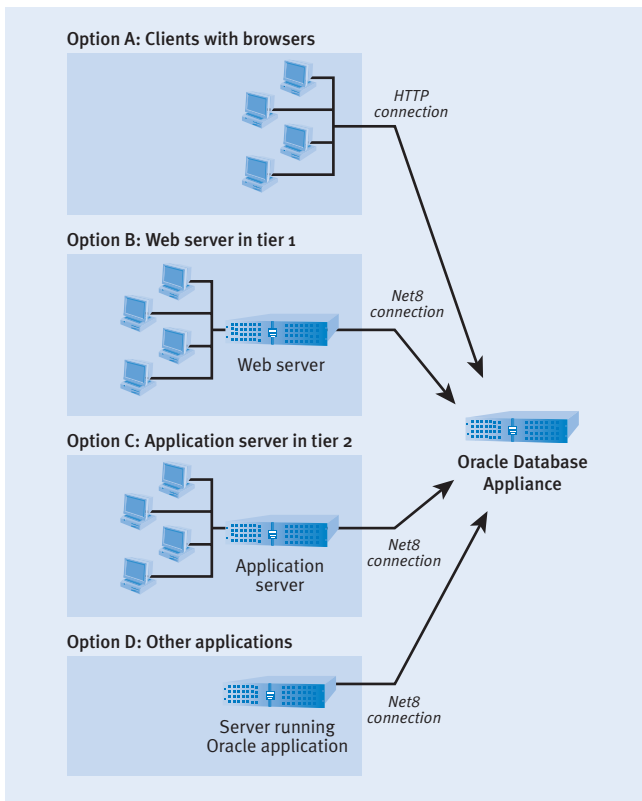 Option A: Clients with browsers
HTTP
connection
Option B: Web server in tier 1
Net8
connection
Web server
Option C: Application server in tier 2
Oracle Database
Appliance
Net8
connection
Application
server
Option D: Other applications
Net8
connection
Server running
Oracle application